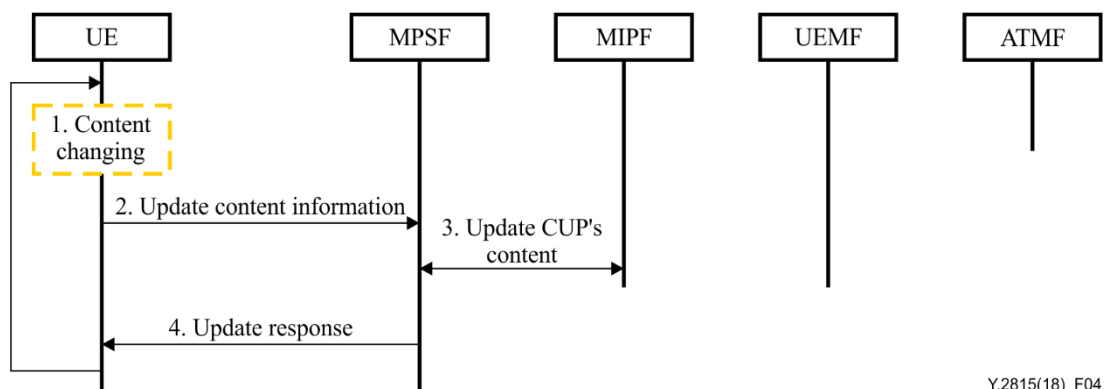 UE
MPSF
MIPF
UEMF
ATMF
1. Content
changing
2. Update content information
3. Update CUP's
content
4. Update response
Y.2815(18)_F04